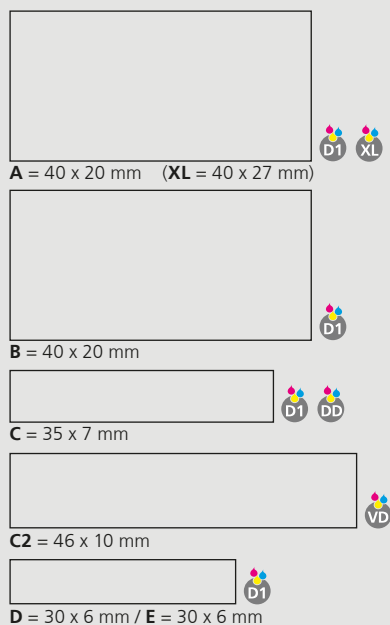 D1 XL
A = 40 x 20 mm (XL = 40 x 27 mm)
D1
B = 40 x 20 mm
D1 DD
C = 35 x 7 mm
VD
C2 = 46 x 10 mm
D1
D = 30 x 6 mm / E = 30 x 6 mm